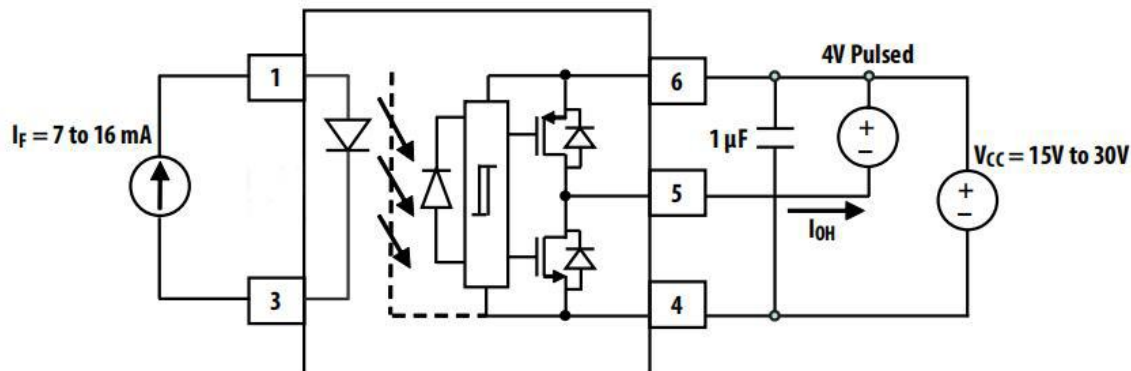 4V Pulsed
1
6
I_F = 7 to 16 mA
1 µF
V_CC = 15V to 30V
5
I_OH
3
4